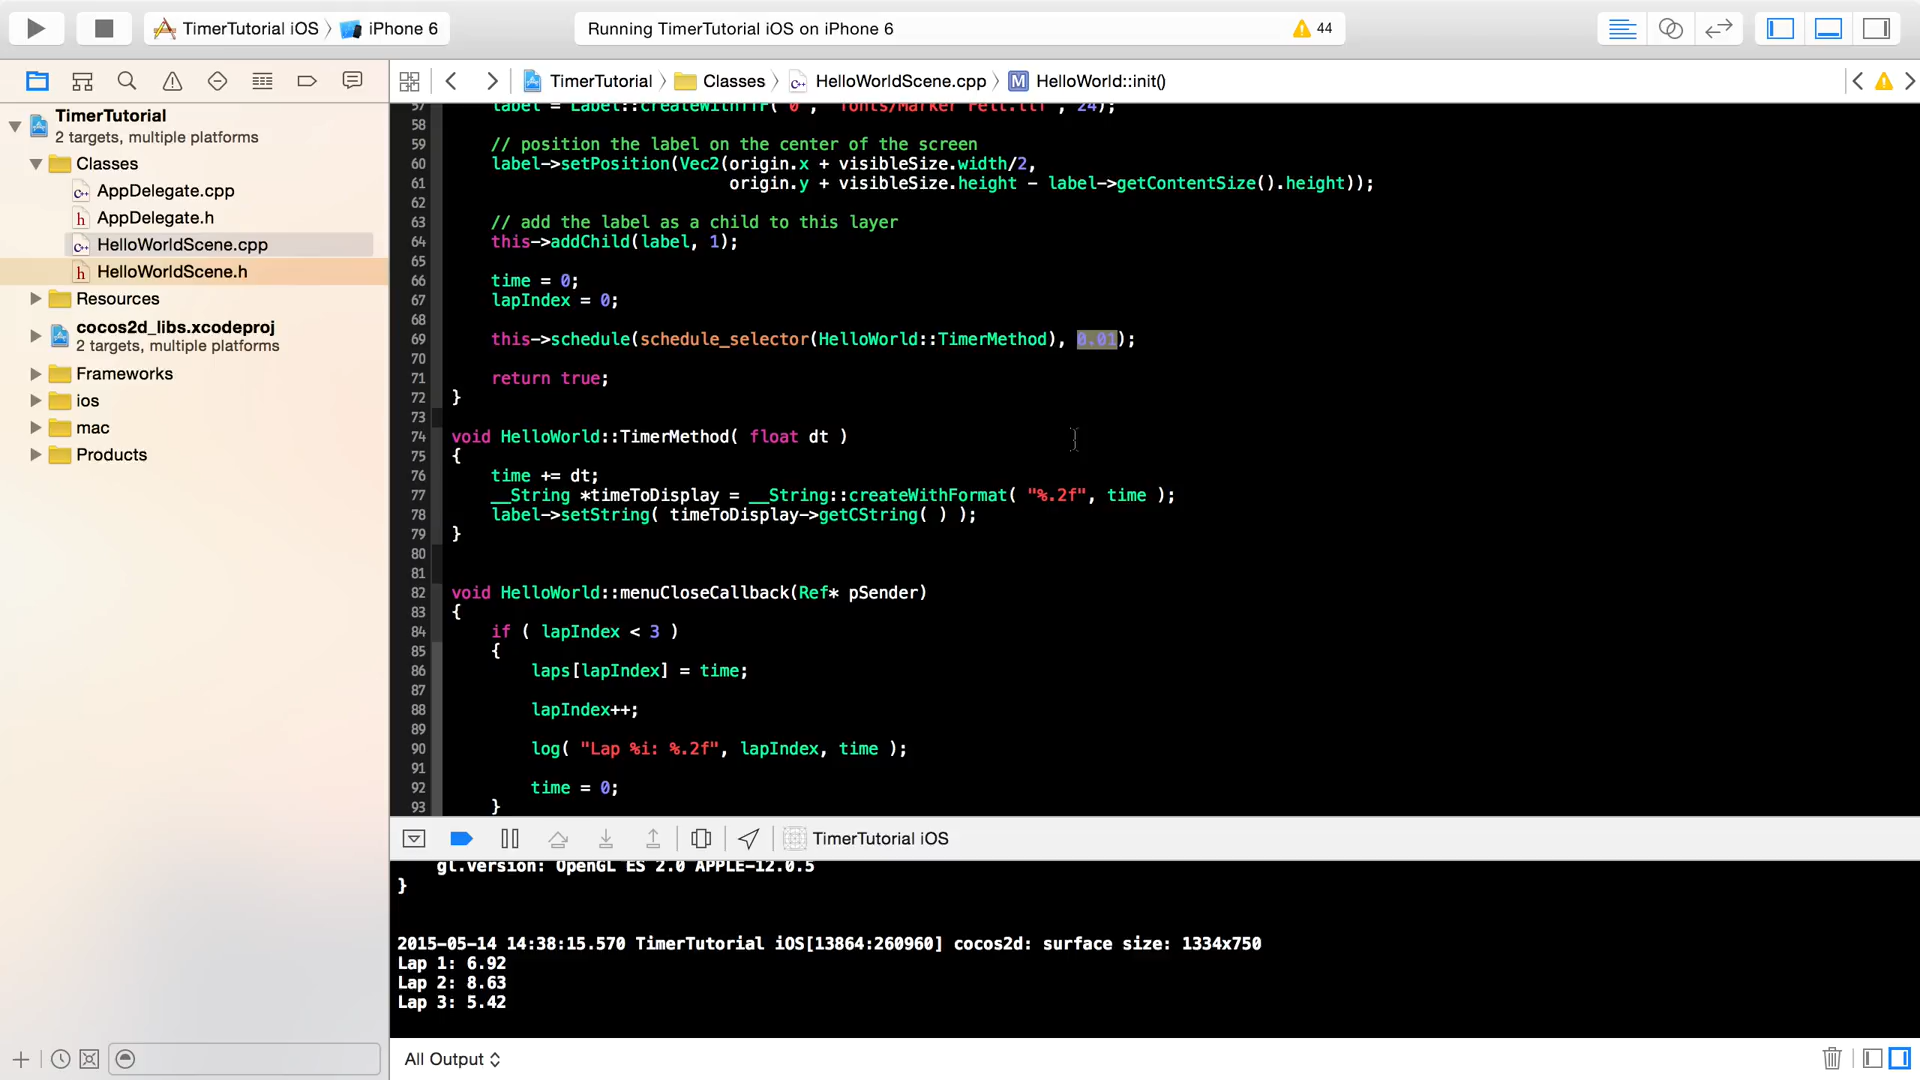 TimerTutorial iOS
iPhone 6
Running TimerTutorial iOS on iPhone 6
44
TimerTutorial
Classes
HelloWorldScene.cpp
M
HelloWorld::init()
TimerTutorial
2 targets, multiple platforms
Classes
AppDelegate.cpp
AppDelegate.h
HelloWorldScene.cpp
HelloWorldScene.h
Resources
cocos2d_libs.xcodeproj
2 targets, multiple platforms
Frameworks
ios
mac
Products
57 label = Label::createWithTTF("0", "fonts/Marker Felt.ttf", 24);
58
59 // position the label on the center of the screen
60 label->setPosition(Vec2(origin.x + visibleSize.width/2,
61 origin.y + visibleSize.height - label->getContentSize().height));
62
63 // add the label as a child to this layer
64 this->addChild(label, 1);
65
66 time = 0;
67 lapIndex = 0;
68
69 this->schedule(schedule_selector(HelloWorld::TimerMethod), 0.01);
70
71 return true;
72 }
73
74 void HelloWorld::TimerMethod( float dt )
75 {
76 time += dt;
77 __String *timeToDisplay = __String::createWithFormat( "%.2f", time );
78 label->setString( timeToDisplay->getCString( ) );
79 }
80
81
82 void HelloWorld::menuCloseCallback(Ref* pSender)
83 {
84 if ( lapIndex < 3 )
85 {
86 laps[lapIndex] = time;
87
88 lapIndex++;
89
90 log( "Lap %i: %.2f", lapIndex, time );
91
92 time = 0;
93 }
TimerTutorial iOS
gl.version: OpenGL ES 2.0 APPLE-12.0.5
}
2015-05-14 14:38:15.570 TimerTutorial iOS[13864:260960] cocos2d: surface size: 1334x750
Lap 1: 6.92
Lap 2: 8.63
Lap 3: 5.42
All Output